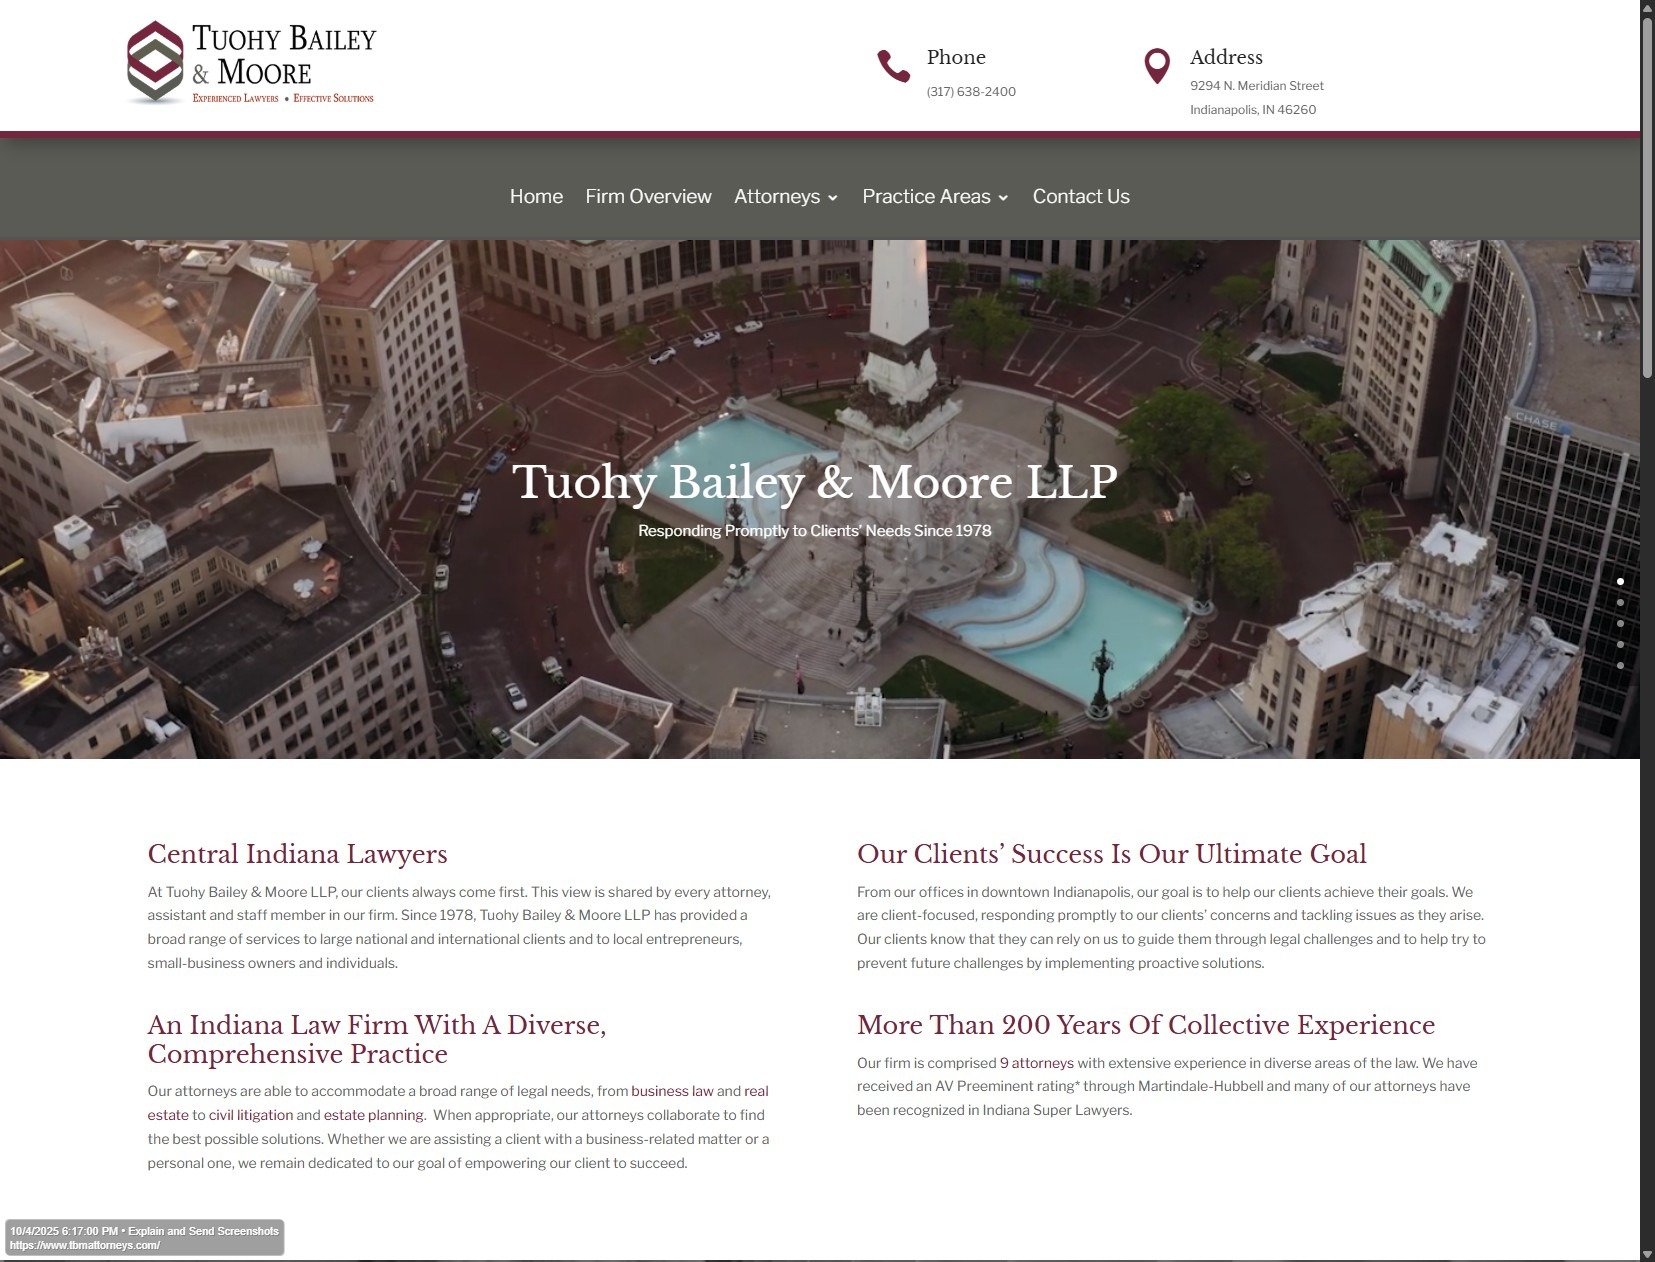 TUOHY BAILEY
& MOORE
EXPERIENCED LAWYERS • EFFECTIVE SOLUTIONS
Phone
(317) 638-2400
Address
9294 N. Meridian Street
Indianapolis, IN 46260
Home Firm Overview Attorneys Practice Areas Contact Us
CHASE
Tuohy Bailey & Moore LLP
Responding Promptly to Clients’ Needs Since 1978
Central Indiana Lawyers
At Tuohy Bailey & Moore LLP, our clients always come first. This view is shared by every attorney,
assistant and staff member in our firm. Since 1978, Tuohy Bailey & Moore LLP has provided a
broad range of services to large national and international clients and to local entrepreneurs,
small-business owners and individuals.
Our Clients’ Success Is Our Ultimate Goal
From our offices in downtown Indianapolis, our goal is to help our clients achieve their goals. We
are client-focused, responding promptly to our clients’ concerns and tackling issues as they arise.
Our clients know that they can rely on us to guide them through legal challenges and to help try to
prevent future challenges by implementing proactive solutions.
An Indiana Law Firm With A Diverse,
Comprehensive Practice
Our attorneys are able to accommodate a broad range of legal needs, from business law and real
estate to civil litigation and estate planning.  When appropriate, our attorneys collaborate to find
the best possible solutions. Whether we are assisting a client with a business-related matter or a
personal one, we remain dedicated to our goal of empowering our client to succeed.
More Than 200 Years Of Collective Experience
Our firm is comprised 9 attorneys with extensive experience in diverse areas of the law. We have
received an AV Preeminent rating* through Martindale-Hubbell and many of our attorneys have
been recognized in Indiana Super Lawyers.
10/4/2025 6:17:00 PM • Explain and Send Screenshots
https://www.tbmattorneys.com/